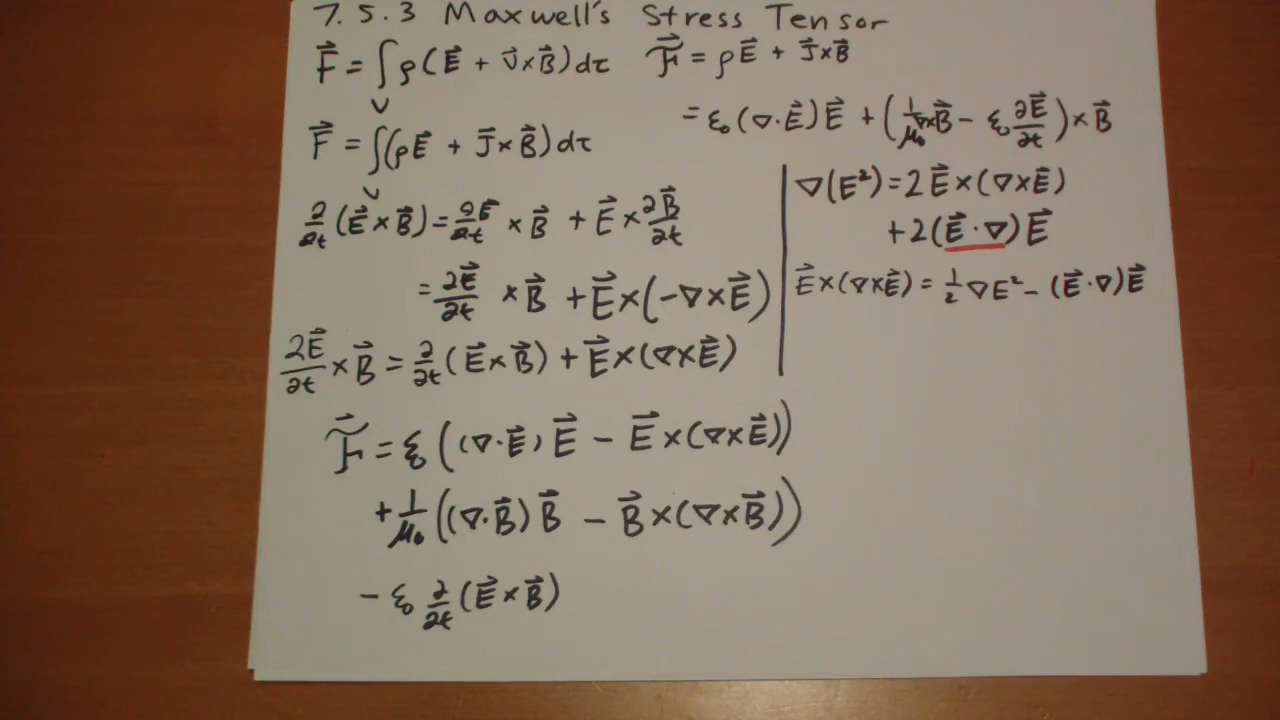 7.5.3 Maxwell's Stress Tensor
F⃗ = ∫_V ρ(E⃗ + v⃗×B⃗)dτ
F⃗ = ∫_V (ρE⃗ + J⃗×B⃗)dτ
∂/∂t (E⃗×B⃗) = ∂E⃗/∂t × B⃗ + E⃗ × ∂B⃗/∂t
= ∂E⃗/∂t × B⃗ + E⃗×(-∇×E⃗)
∂E⃗/∂t × B⃗ = ∂/∂t (E⃗×B⃗) + E⃗×(∇×E⃗)
ℱ⃗ = ρE⃗ + J⃗×B⃗
= ε₀(∇·E⃗)E⃗ + (1/μ₀ ∇×B⃗ - ε₀ ∂E⃗/∂t) × B⃗
∇(E²) = 2E⃗×(∇×E⃗)
+ 2(E⃗·∇)E⃗
E⃗×(∇×E⃗) = 1/2 ∇E² - (E⃗·∇)E⃗
ℱ⃗ = ε₀((∇·E⃗)E⃗ - E⃗×(∇×E⃗))
+ 1/μ₀ ((∇·B⃗)B⃗ - B⃗×(∇×B⃗))
- ε₀ ∂/∂t (E⃗×B⃗)